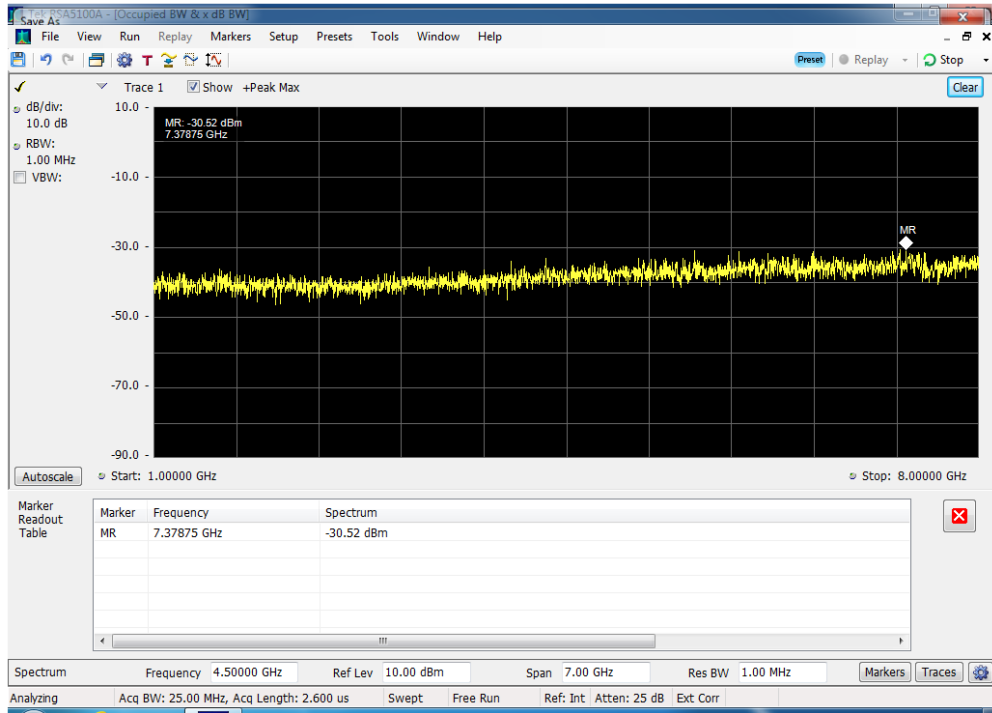 Tek RSA5100A - [Occupied BW & x dB BW]
Save As
File View Run Replay Markers Setup Presets Tools Window Help
T Preset Replay Stop
Trace 1 Show +Peak Max Clear
dB/div:
10.0 dB
RBW:
1.00 MHz
VBW:
10.0 -
-10.0 -
-30.0 -
-50.0 -
-70.0 -
-90.0 -
MR: -30.52 dBm
7.37875 GHz
MR
Autoscale Start: 1.00000 GHz Stop: 8.00000 GHz
Marker
Readout
Table
Marker Frequency Spectrum
MR 7.37875 GHz -30.52 dBm
Spectrum Frequency 4.50000 GHz Ref Lev 10.00 dBm Span 7.00 GHz Res BW 1.00 MHz Markers Traces
Analyzing Acq BW: 25.00 MHz, Acq Length: 2.600 us Swept Free Run Ref: Int Atten: 25 dB Ext Corr